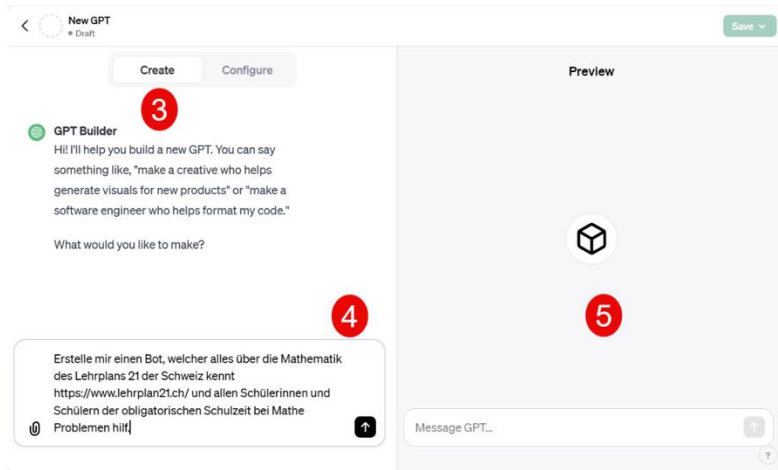 New GPT
Draft
Save
Create
Configure
Preview
3
GPT Builder
Hi! I'll help you build a new GPT. You can say
something like, "make a creative who helps
generate visuals for new products" or "make a
software engineer who helps format my code."
What would you like to make?
4
5
Erstelle mir einen Bot, welcher alles über die Mathematik
des Lehrplans 21 der Schweiz kennt
https://www.lehrplan21.ch/ und allen Schülerinnen und
Schülern der obligatorischen Schulzeit bei Mathe
Problemen hilf.
Message GPT...
?